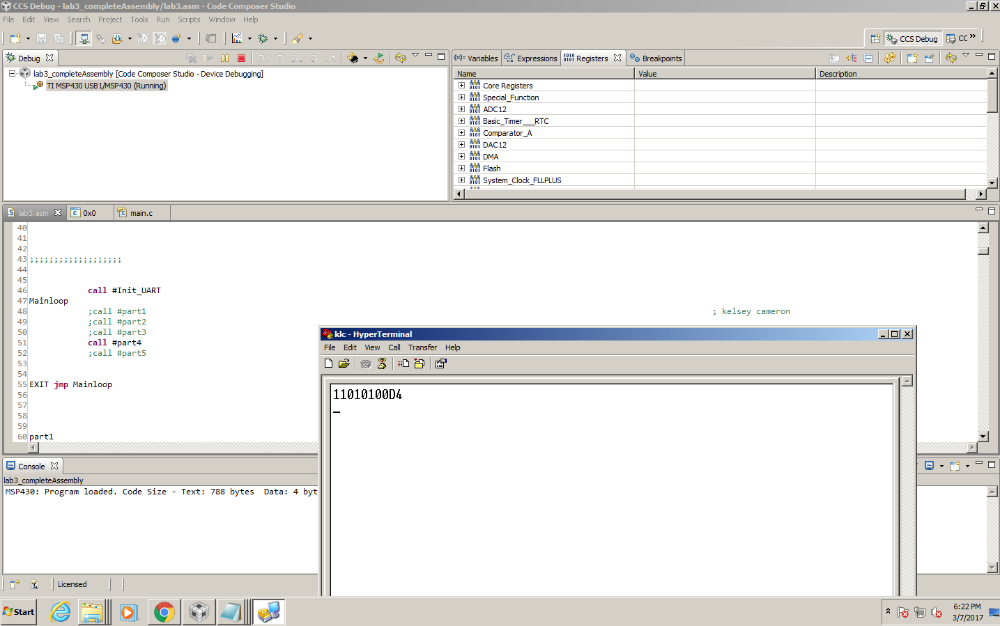 CCS Debug - lab3_completeAssembly/lab3.asm - Code Composer Studio
File Edit View Search Project Tools Run Scripts Window Help
CCS Debug CC »
Debug
lab3_completeAssembly [Code Composer Studio - Device Debugging]
TI MSP430 USB1/MSP430 (Running)
(x)= Variables Expressions Registers Breakpoints
Name Value Description
Core Registers
Special_Function
ADC12
Basic_Timer___RTC
Comparator_A
DAC12
DMA
Flash
System_Clock_FLLPLUS
lab3.asm 0x0 main.c
40
41
42
43 ;;;;;;;;;;;;;;;;;;;
44
45
46 call #Init_UART
47 Mainloop
48 ;call #part1 ; kelsey cameron
49 ;call #part2
50 ;call #part3
51 call #part4
52 ;call #part5
53
54
55 EXIT jmp Mainloop
56
57
58
59
60 part1
klc - HyperTerminal
File Edit View Call Transfer Help
11010100D4
_
Console
lab3_completeAssembly
MSP430: Program loaded. Code Size - Text: 788 bytes Data: 4 byt
Licensed
Start
6:22 PM
3/7/2017